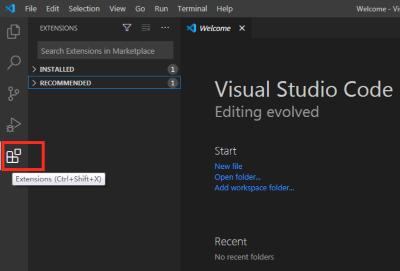 File Edit Selection View Go Run Terminal Help Welcome - Vi
EXTENSIONS
Welcome
Search Extensions in Marketplace
INSTALLED 1
RECOMMENDED 1
Visual Studio Code
Editing evolved
Start
New file
Open folder...
Add workspace folder...
Extensions (Ctrl+Shift+X)
Recent
No recent folders